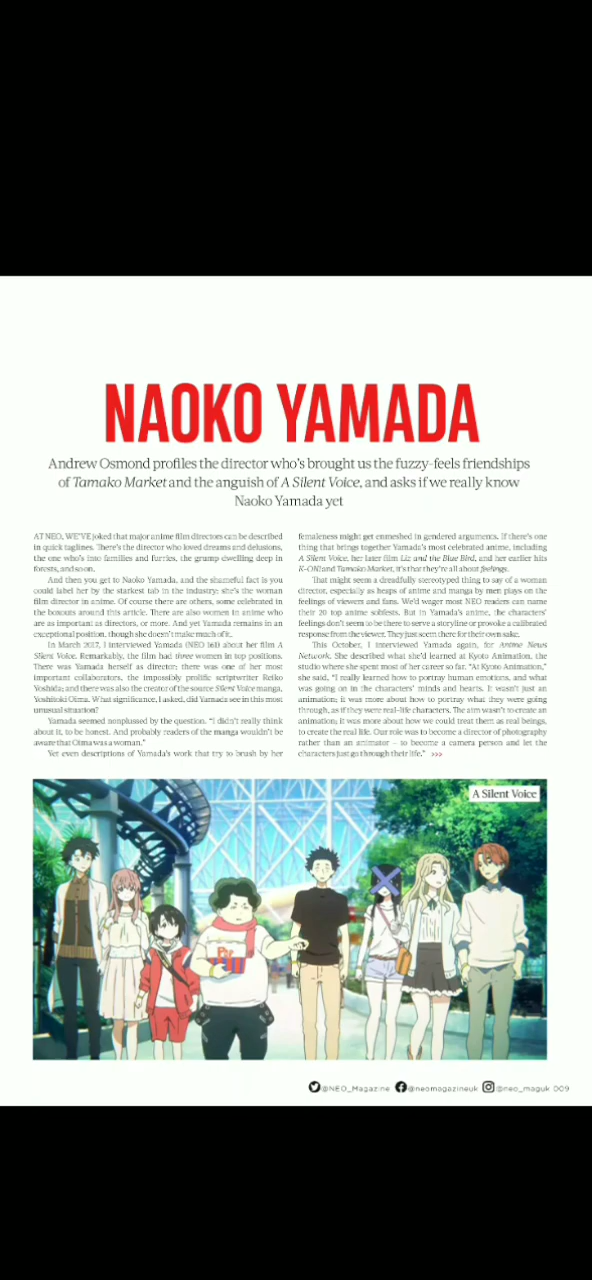 NAOKO YAMADA
Andrew Osmond profiles the director who's brought us the fuzzy-feels friendships
of Tamako Market and the anguish of A Silent Voice, and asks if we really know
Naoko Yamada yet
AT NEO, WE'VE joked that major anime film directors can be described
in quick taglines. There's the director who loved dreams and delusions,
the one who's into families and furries, the grump dwelling deep in
forests, and so on.
And then you get to Naoko Yamada, and the shameful fact is you
could label her by the starkest tab in the industry: she's the woman
film director in anime. Of course there are others, some celebrated in
the boxouts around this article. There are also women in anime who
are as important as directors, or more. And yet Yamada remains in an
exceptional position, though she doesn't make much of it.
In March 2017, I interviewed Yamada (NEO 161) about her film A
Silent Voice. Remarkably, the film had three women in top positions.
There was Yamada herself as director; there was one of her most
important collaborators, the impossibly prolific scriptwriter Reiko
Yoshida; and there was also the creator of the source Silent Voice manga,
Yoshitoki Oima. What significance, I asked, did Yamada see in this most
unusual situation?
Yamada seemed nonplussed by the question. "I didn't really think
about it, to be honest. And probably readers of the manga wouldn't be
aware that Oima was a woman."
Yet even descriptions of Yamada's work that try to brush by her
femaleness might get enmeshed in gendered arguments. If there's one
thing that brings together Yamada's most celebrated anime, including
A Silent Voice, her later film Liz and the Blue Bird, and her earlier hits
K-ON! and Tamako Market, it's that they're all about feelings.
That might seem a dreadfully stereotyped thing to say of a woman
director, especially as heaps of anime and manga by men plays on the
feelings of viewers and fans. We'd wager most NEO readers can name
their 20 top anime sobfests. But in Yamada's anime, the characters'
feelings don't seem to be there to serve a storyline or provoke a calibrated
response from the viewer. They just seem there for their own sake.
This October, I interviewed Yamada again, for Anime News
Network. She described what she'd learned at Kyoto Animation, the
studio where she spent most of her career so far. "At Kyoto Animation,"
she said, "I really learned how to portray human emotions, and what
was going on in the characters' minds and hearts. It wasn't just an
animation; it was more about how to portray what they were going
through, as if they were real-life characters. The aim wasn't to create an
animation; it was more about how we could treat them as real beings,
to create the real life. Our role was to become a director of photography
rather than an animator – to become a camera person and let the
characters just go through their life." >>>
A Silent Voice
@NEO_Magazine @neomagazineuk @neo_maguk 009